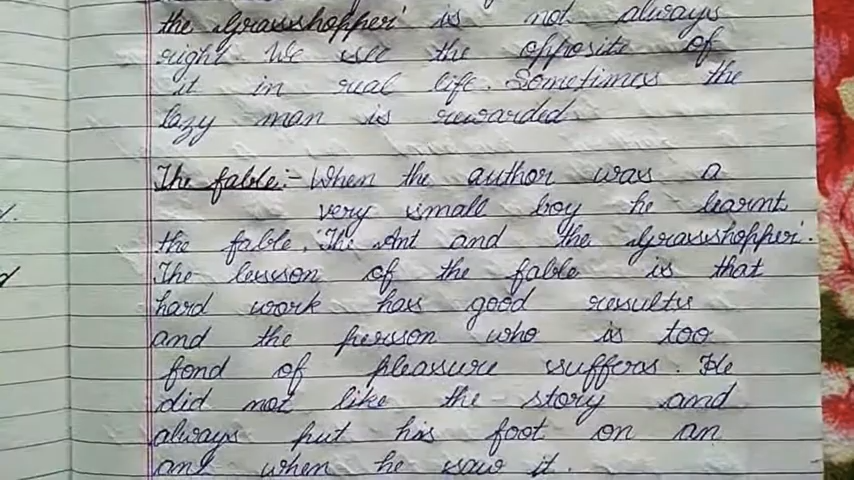 the Grasshopper' is not always
right. We see the opposite of
it in real life. Sometimess the
lazy man is rewarded
The fable:- When the author was a
very small boy he learnt
the fable, 'The Ant and the Grasshopper'.
The lesson of the fable is that
hard work has good results
and the person who is too
fond of pleasure suffers. He
did not like the story and
always put his foot on an
ant when he saw it.